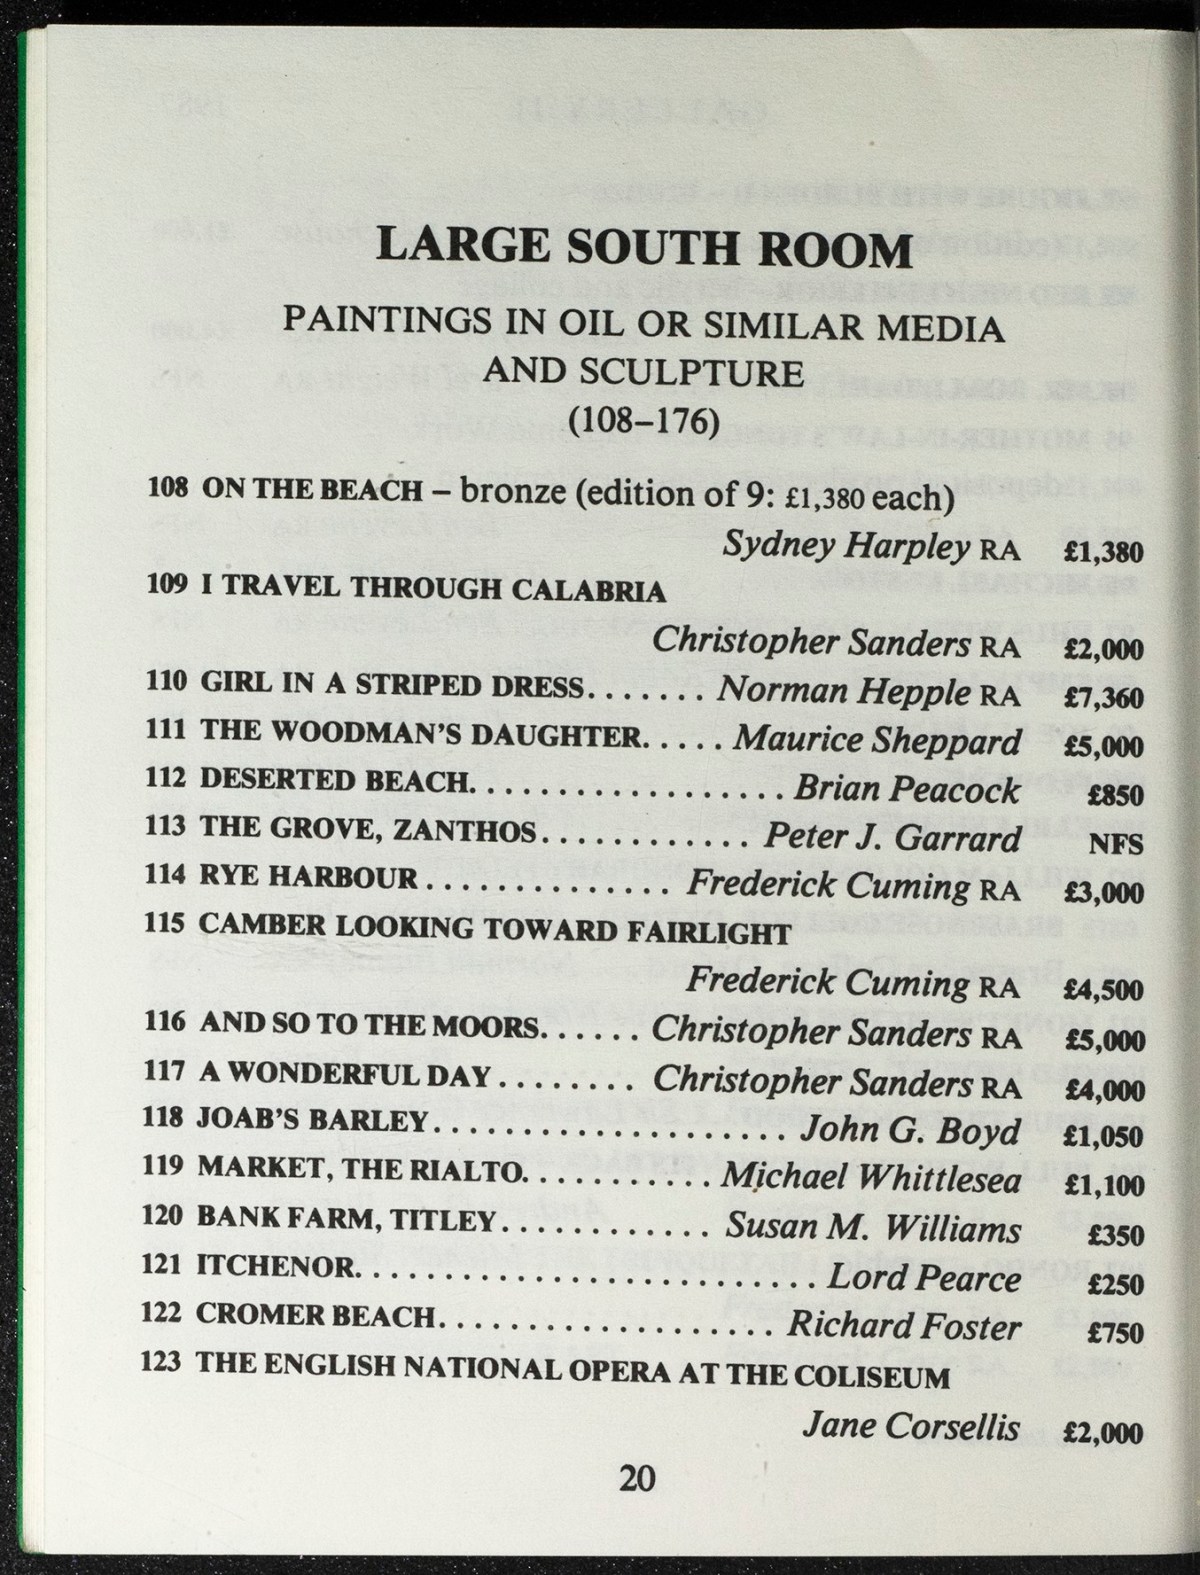 LARGE SOUTH ROOM
PAINTINGS IN OIL OR SIMILAR MEDIA
AND SCULPTURE
(108–176)
108 ON THE BEACH – bronze (edition of 9: £1,380 each)
Sydney Harpley RA £1,380
109 I TRAVEL THROUGH CALABRIA
Christopher Sanders RA £2,000
110 GIRL IN A STRIPED DRESS....... Norman Hepple RA £7,360
111 THE WOODMAN'S DAUGHTER..... Maurice Sheppard £5,000
112 DESERTED BEACH.................. Brian Peacock £850
113 THE GROVE, ZANTHOS............ Peter J. Garrard NFS
114 RYE HARBOUR............... Frederick Cuming RA £3,000
115 CAMBER LOOKING TOWARD FAIRLIGHT
Frederick Cuming RA £4,500
116 AND SO TO THE MOORS...... Christopher Sanders RA £5,000
117 A WONDERFUL DAY........ Christopher Sanders RA £4,000
118 JOAB'S BARLEY..................... John G. Boyd £1,050
119 MARKET, THE RIALTO........... Michael Whittlesea £1,100
120 BANK FARM, TITLEY............ Susan M. Williams £350
121 ITCHENOR........................... Lord Pearce £250
122 CROMER BEACH.................... Richard Foster £750
123 THE ENGLISH NATIONAL OPERA AT THE COLISEUM
Jane Corsellis £2,000
20